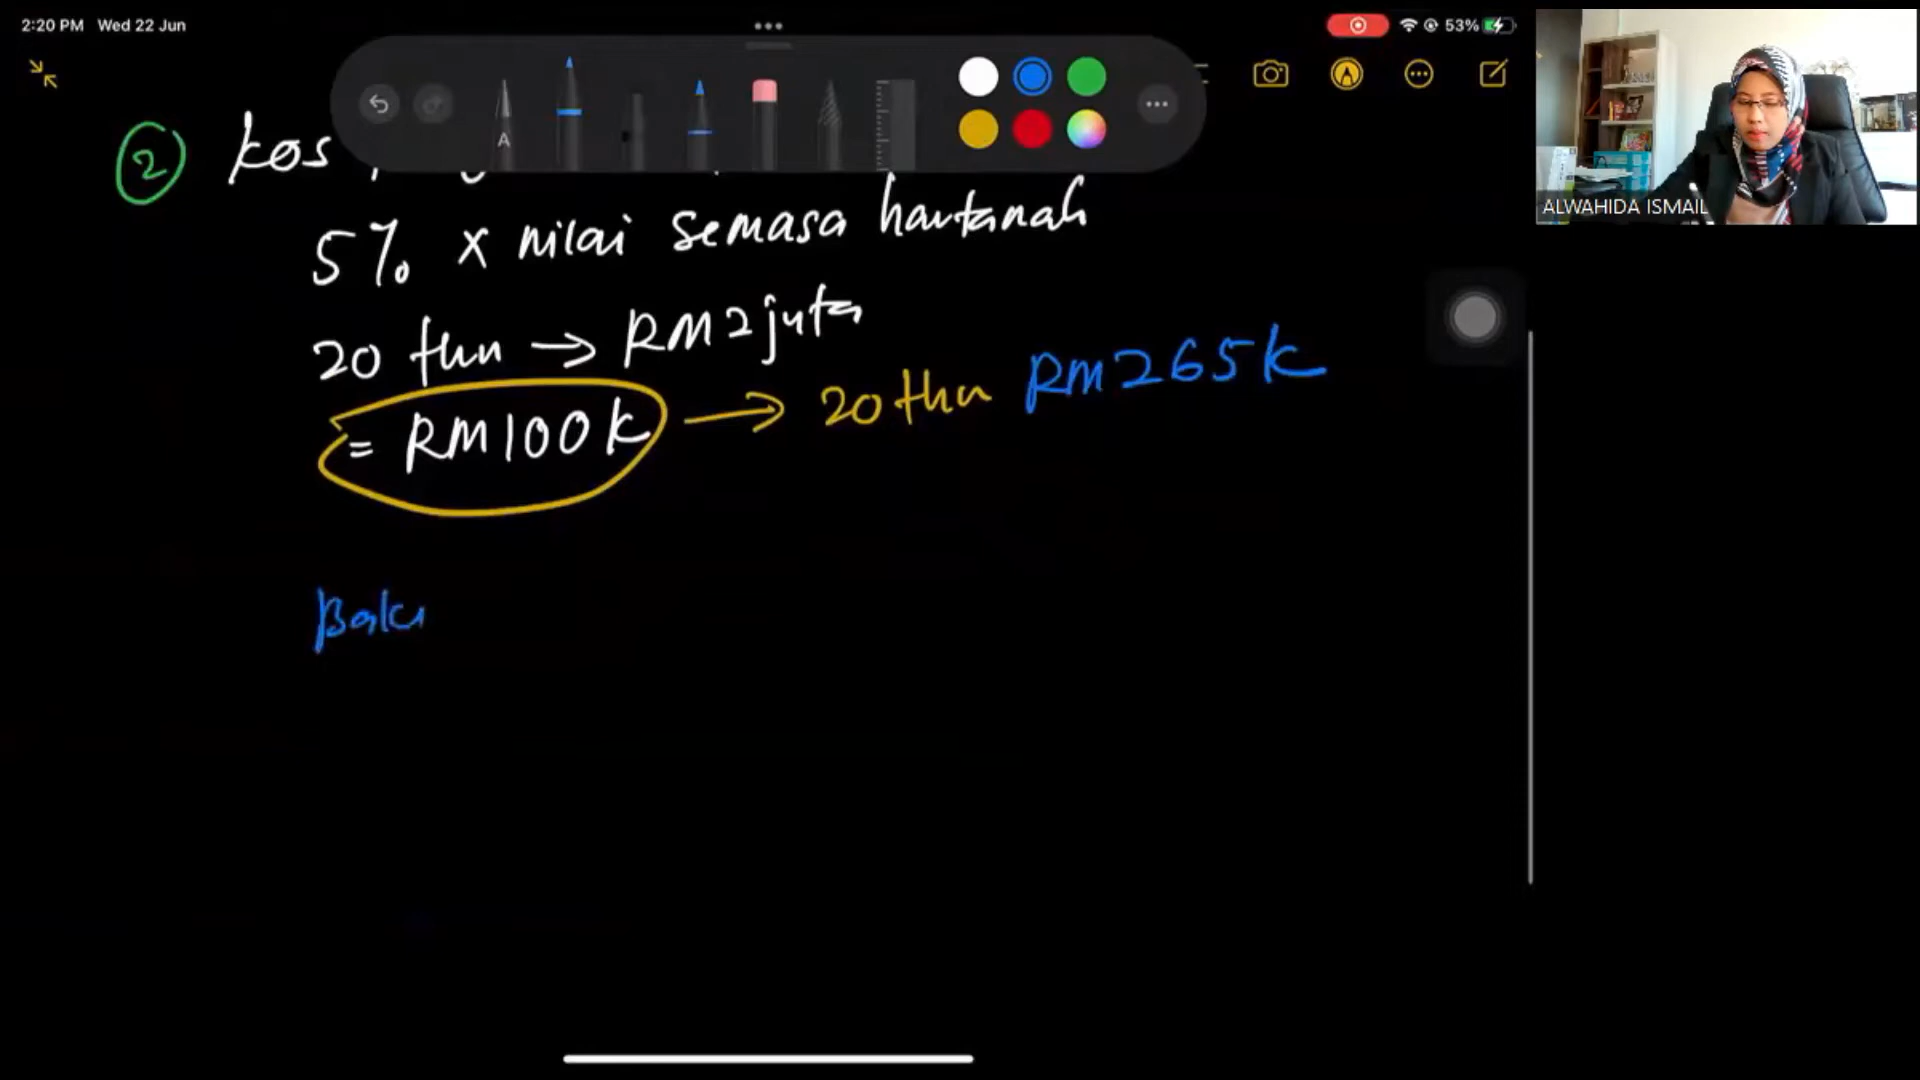 2:20 PM Wed 22 Jun
53%
A
ALWAHIDA ISMAIL
2 kos
5% x nilai semasa hartanah
20 thn → RM2juta
= RM100k → 20 thn RM265k
Baki